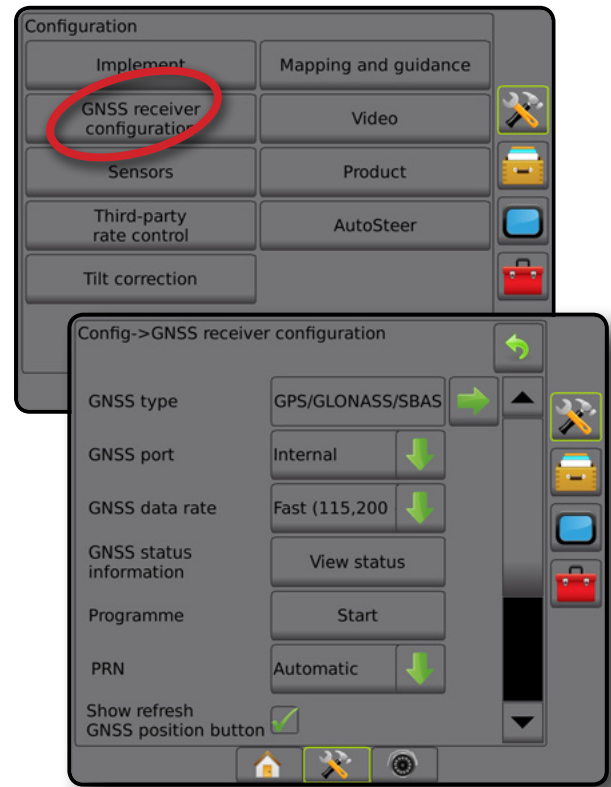 Configuration
Implement
Mapping and guidance
GNSS receiver
configuration
Video
Sensors
Product
Third-party
rate control
AutoSteer
Tilt correction
Config->GNSS receiver configuration
GNSS type
GPS/GLONASS/SBAS
GNSS port
Internal
GNSS data rate
Fast (115,200
GNSS status
information
View status
Programme
Start
PRN
Automatic
Show refresh
GNSS position button